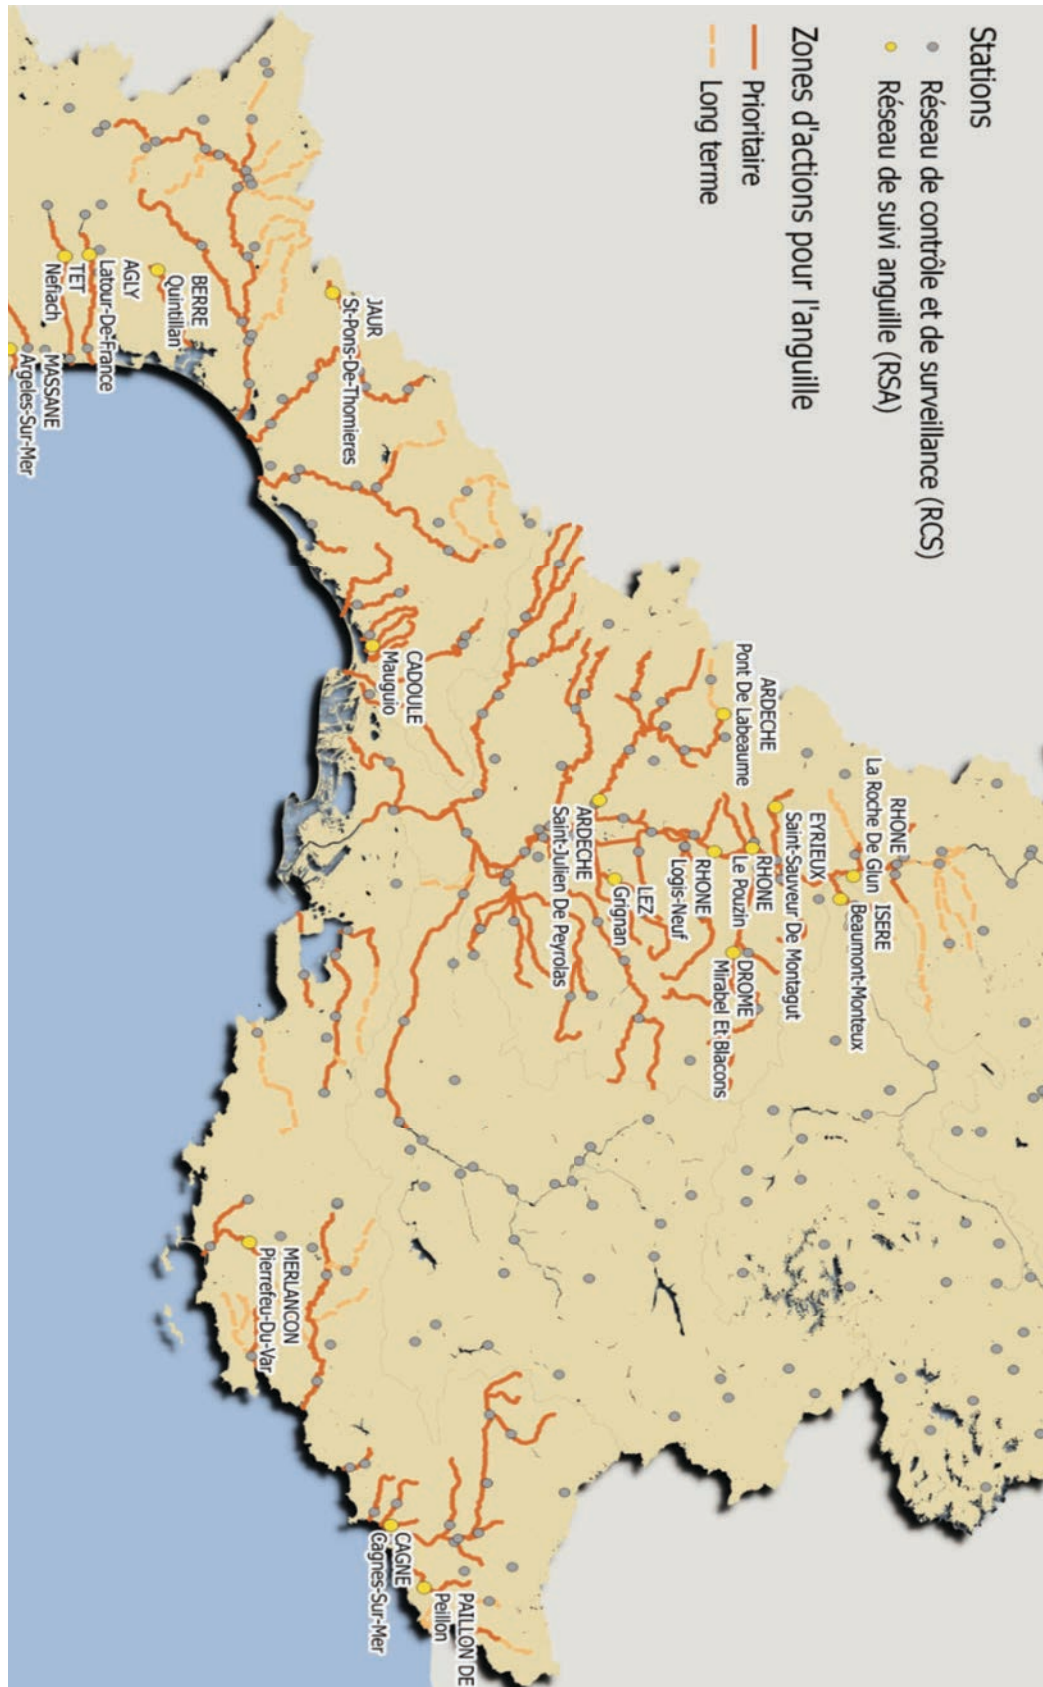 Stations
Réseau de contrôle et de surveillance (RCS)
Réseau de suivi anguille (RSA)
Zones d'actions pour l'anguille
Prioritaire
Long terme
RHONE
La Roche De Glun
ISERE
Beaumont-Monteux
EYRIEUX
Saint-Sauveur De Montagut
ARDECHE
Pont De Labeaume
RHONE
Le Pouzin
DROME
Mirabel Et Blacons
RHONE
Logis-Neuf
LEZ
Grignan
ARDECHE
Saint-Julien De Peyrolas
PAILLON DE
Peillon
CAGNE
Cagnes-Sur-Mer
CADOULE
Mauguio
JAUR
St-Pons-De-Thomieres
MERLANCON
Pierrefeu-Du-Var
BERRE
Quintillan
AGLY
Latour-De-France
TET
Nefiach
MASSANE
Argeles-Sur-Mer